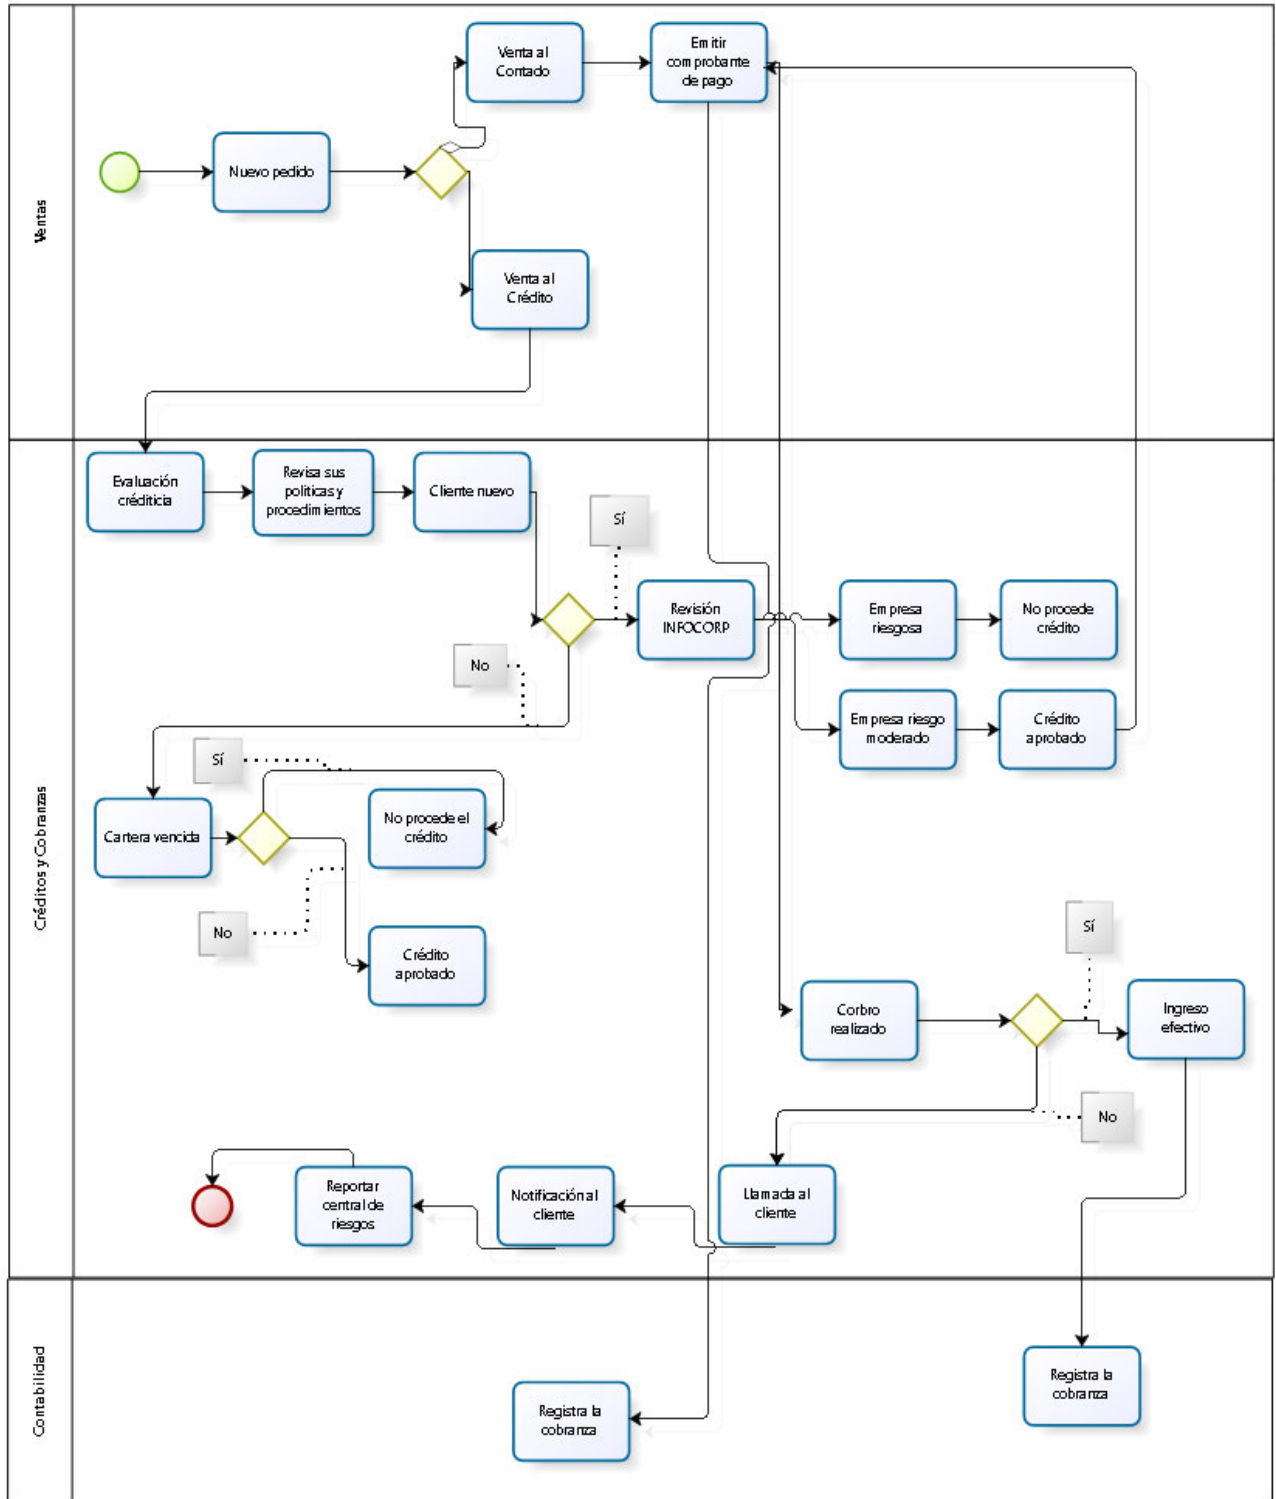 Ventas
Venta al
Contado
Emitir
comprobante
de pago
Nuevo pedido
Venta al
Crédito
Créditos y Cobranzas
Evaluación
créditicia
Revisa sus
politicas y
procedimientos
Cliente nuevo
Sí
No
Revisión
INFOCORP
Empresa
riesgosa
No procede
crédito
Empresa riesgo
moderado
Crédito
aprobado
Sí
Cartera vencida
No procede el
crédito
No
Crédito
aprobado
Sí
Corbro
realizado
Ingreso
efectivo
No
Reportar
central de
riesgos
Notificación al
cliente
Llamada al
cliente
Contabilidad
Registra la
cobranza
Registra la
cobranza